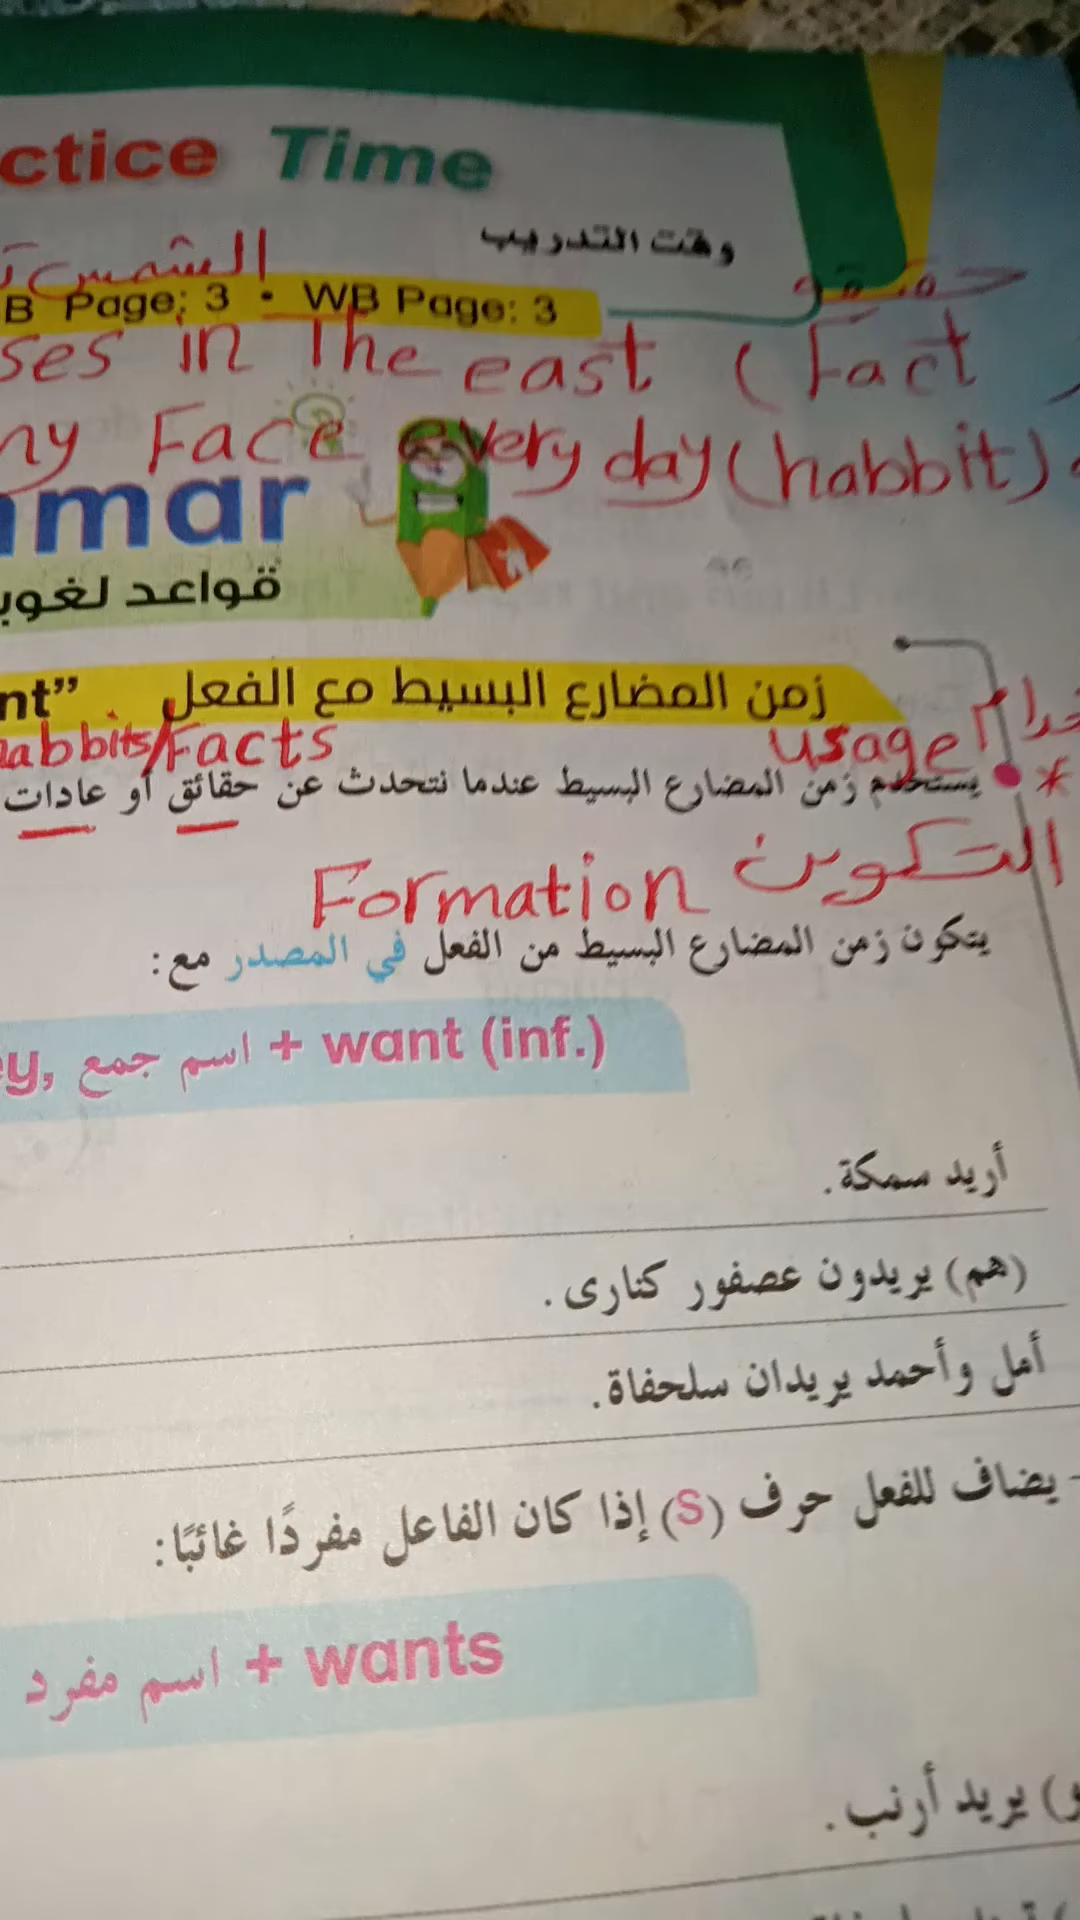 ctice Time
وقت التدريب
الشمس
B Page: 3 • WB Page: 3
ses in The east (Fact
ny Face every day (habbit)
mar
قواعد لغوي
nt” زمن المضارع البسيط مع الفعل
abbits/Facts usage
* يستخدم زمن المضارع البسيط عندما نتحدث عن حقائق أو عادات
Formation التكوين
يتكون زمن المضارع البسيط من الفعل في المصدر مع:
y, اسم جمع + want (inf.)
أريد سمكة.
(هم) يريدون عصفور كنارى.
أمل وأحمد يريدان سلحفاة.
- يضاف للفعل حرف (S) إذا كان الفاعل مفردًا غائبًا:
اسم مفرد + wants
و) يريد أرنب.